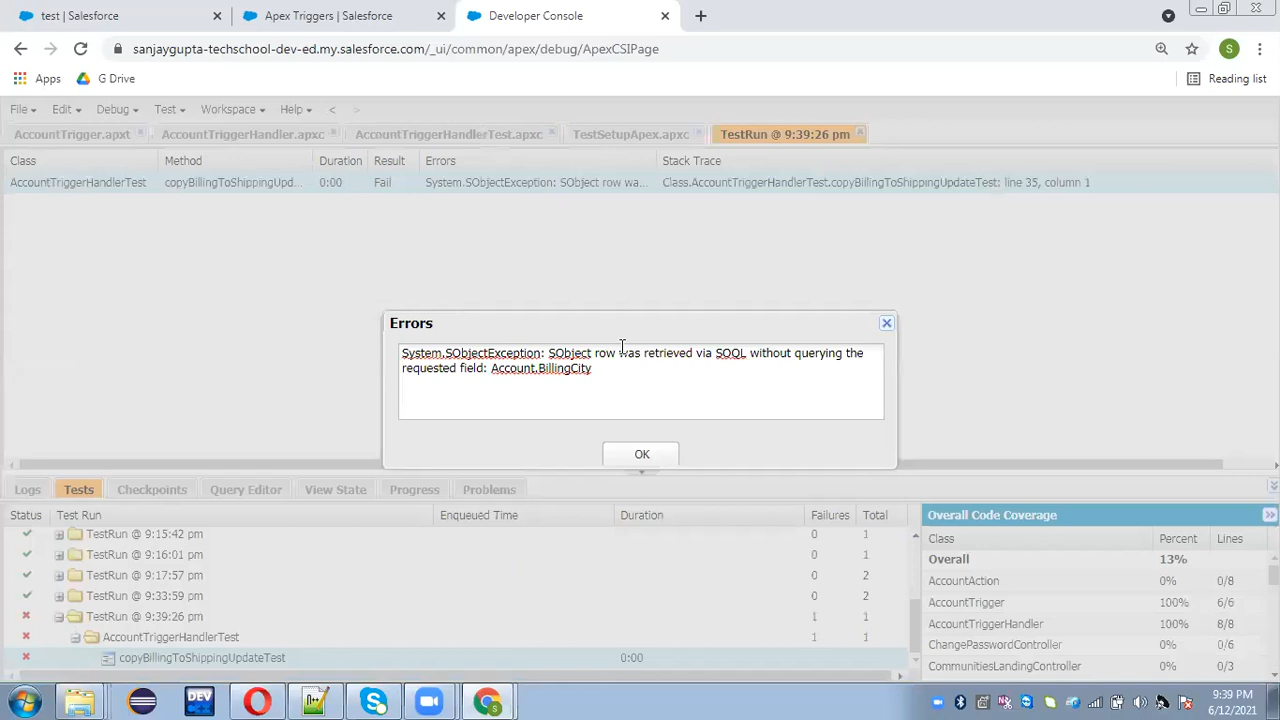 test | Salesforce
Apex Triggers | Salesforce
Developer Console
sanjaygupta-techschool-dev-ed.my.salesforce.com/_ui/common/apex/debug/ApexCSIPage
S
Apps
G Drive
Reading list
File Edit Debug Test Workspace Help < >
AccountTrigger.apxt AccountTriggerHandler.apxc AccountTriggerHandlerTest.apxc TestSetupApex.apxc TestRun @ 9:39:26 pm
Class Method Duration Result Errors Stack Trace
AccountTriggerHandlerTest copyBillingToShippingUpd... 0:00 Fail System.SObjectException: SObject row wa... Class.AccountTriggerHandlerTest.copyBillingToShippingUpdateTest: line 35, column 1
Errors
System.SObjectException: SObject row was retrieved via SOQL without querying the
requested field: Account.BillingCity
OK
Logs Tests Checkpoints Query Editor View State Progress Problems
Status Test Run Enqueued Time Duration Failures Total
TestRun @ 9:15:42 pm 0 1
TestRun @ 9:16:01 pm 0 1
TestRun @ 9:17:57 pm 0 2
TestRun @ 9:33:59 pm 0 2
TestRun @ 9:39:26 pm 1 1
AccountTriggerHandlerTest 1 1
copyBillingToShippingUpdateTest 0:00
Overall Code Coverage
Class Percent Lines
Overall 13%
AccountAction 0% 0/8
AccountTrigger 100% 6/6
AccountTriggerHandler 100% 8/8
ChangePasswordController 0% 0/6
CommunitiesLandingController 0% 0/3
DEV
9:39 PM
6/12/2021